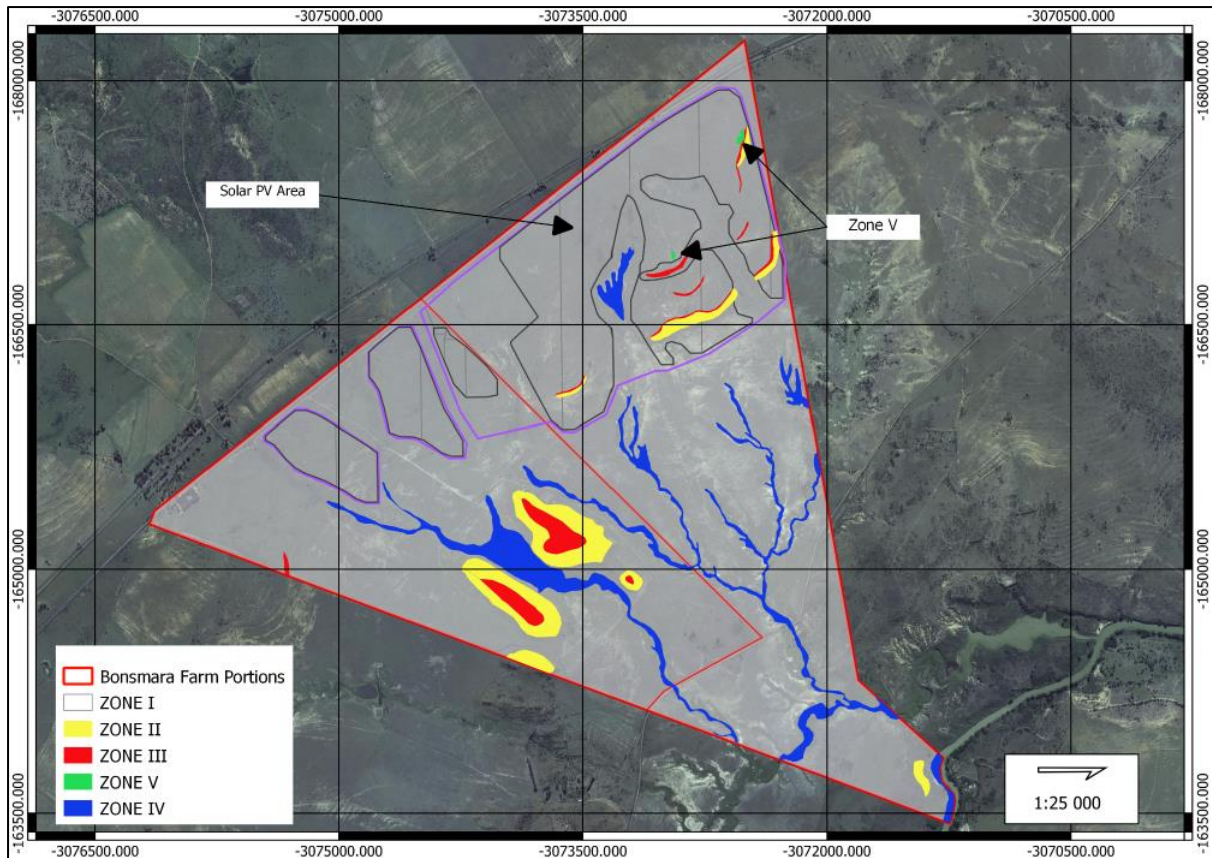 -3076500.000 -3075000.000 -3073500.000 -3072000.000 -3070500.000
-168000.000 -168000.000
Solar PV Area
Zone V
-166500.000 -166500.000
-165000.000 -165000.000
Bonsmara Farm Portions
ZONE I
ZONE II
ZONE III
ZONE V
ZONE IV
1:25 000
-163500.000 -163500.000
-3076500.000 -3075000.000 -3073500.000 -3072000.000 -3070500.000